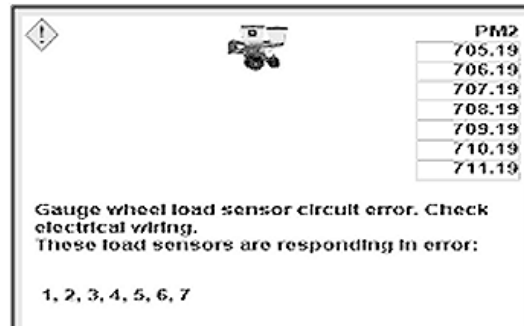 PM2
705.19
706.19
707.19
708.19
709.19
710.19
711.19
Gauge wheel load sensor circuit error. Check
electrical wiring.
These load sensors are responding in error:
1, 2, 3, 4, 5, 6, 7